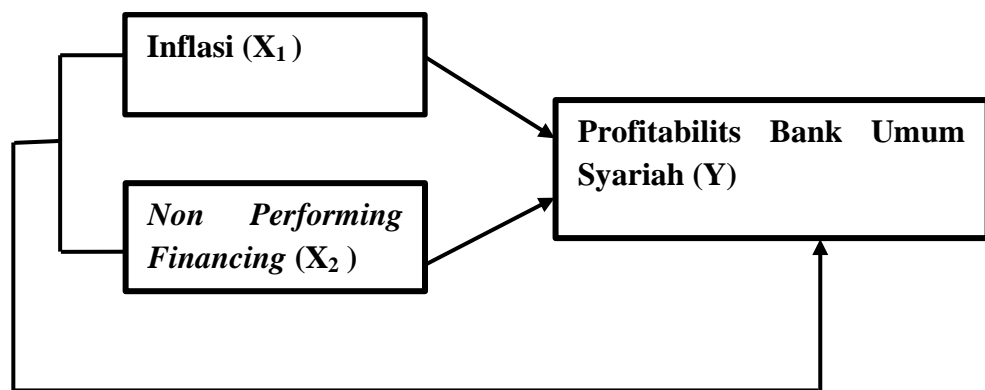 Inflasi (X₁)
Non Performing
Financing (X₂)
Profitabilits Bank Umum
Syariah (Y)